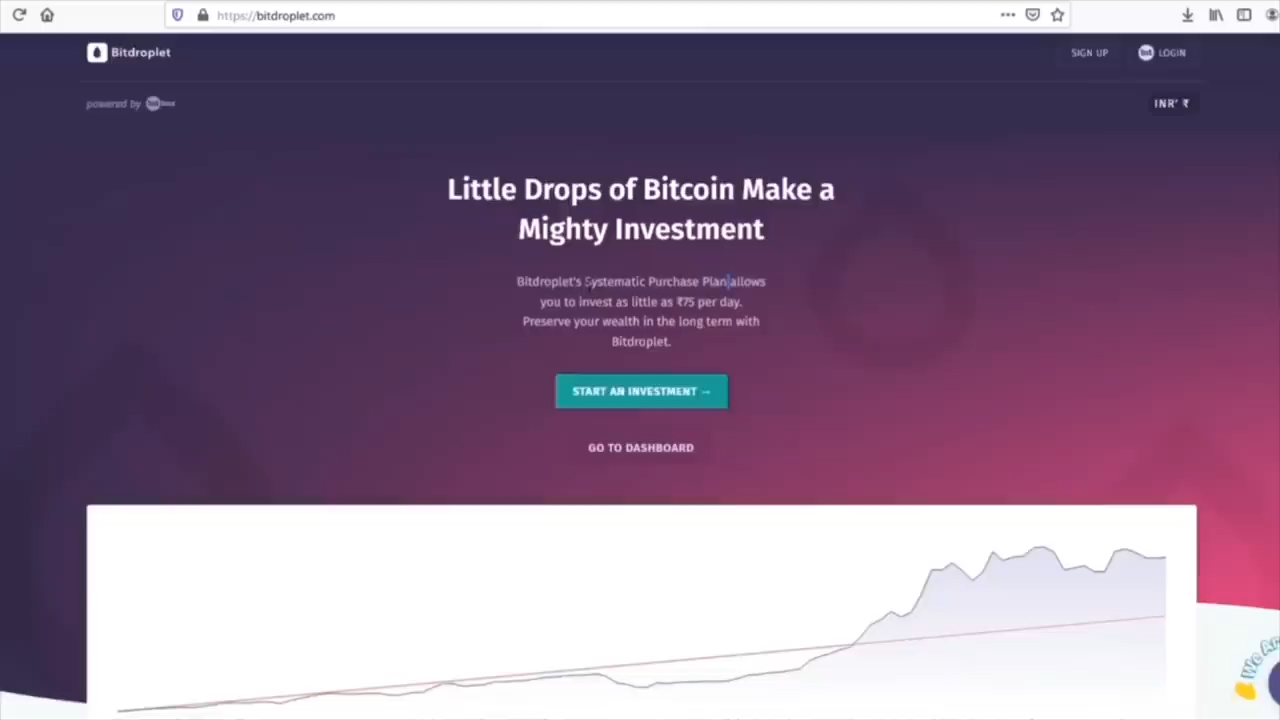 https://bitdroplet.com
Bitdroplet
SIGN UP
LOGIN
powered by
INR ₹
Little Drops of Bitcoin Make a
Mighty Investment
Bitdroplet's Systematic Purchase Plan allows
you to invest as little as ₹75 per day.
Preserve your wealth in the long term with
Bitdroplet.
START AN INVESTMENT →
GO TO DASHBOARD
We